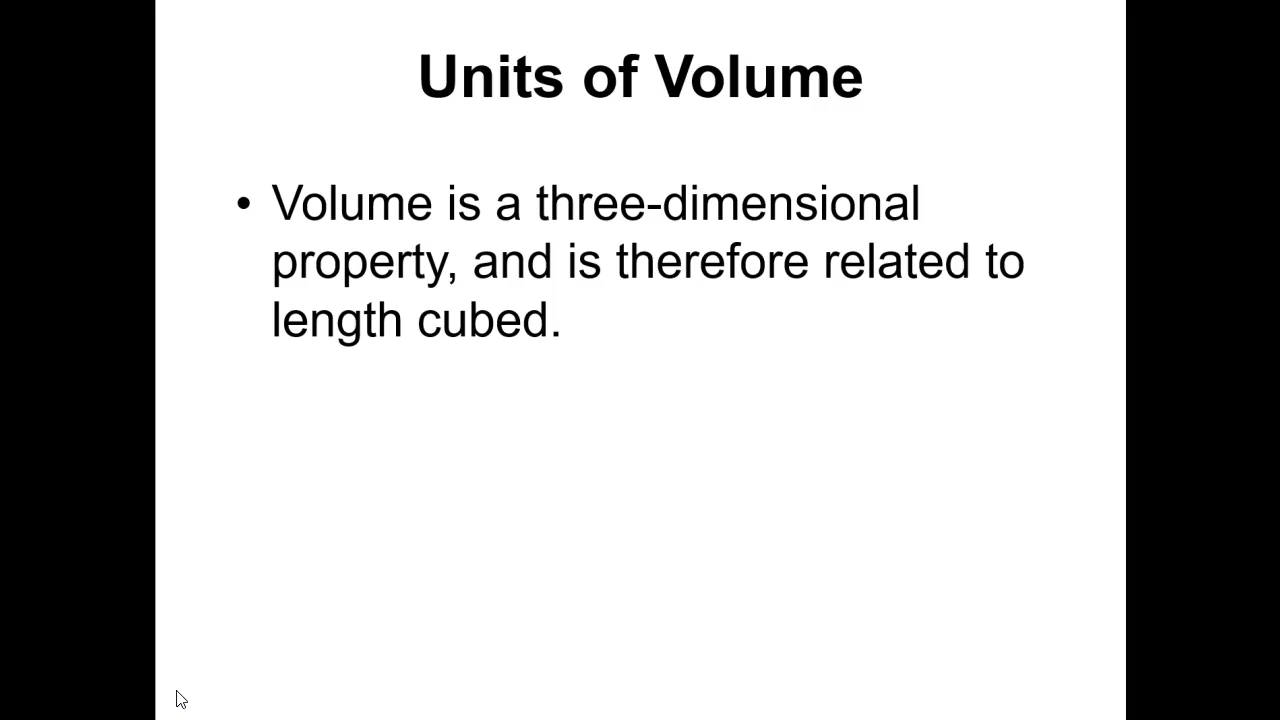 Units of Volume
• Volume is a three-dimensional
property, and is therefore related to
length cubed.